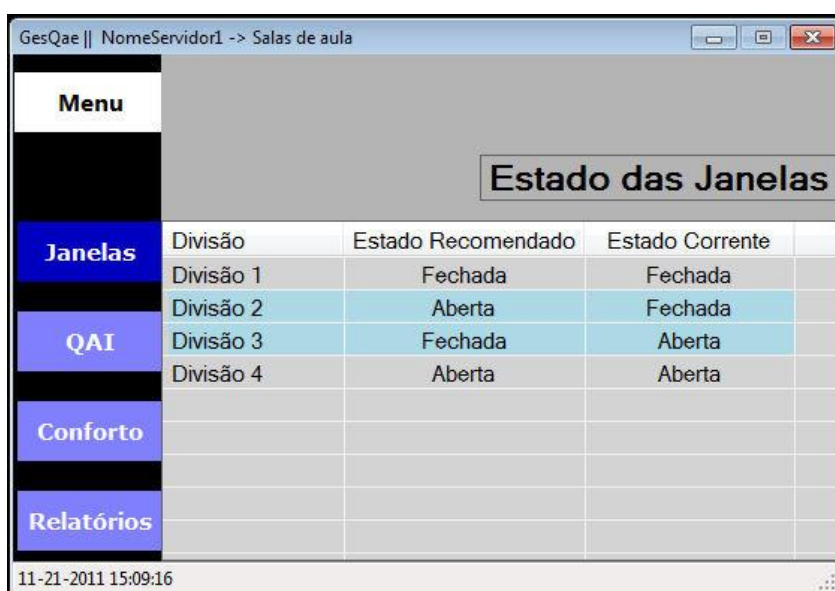 GesQae || NomeServidor1 -> Salas de aula
Menu
Estado das Janelas
Janelas
QAI
Conforto
Relatórios
Divisão Estado Recomendado Estado Corrente
Divisão 1 Fechada Fechada
Divisão 2 Aberta Fechada
Divisão 3 Fechada Aberta
Divisão 4 Aberta Aberta
11-21-2011 15:09:16